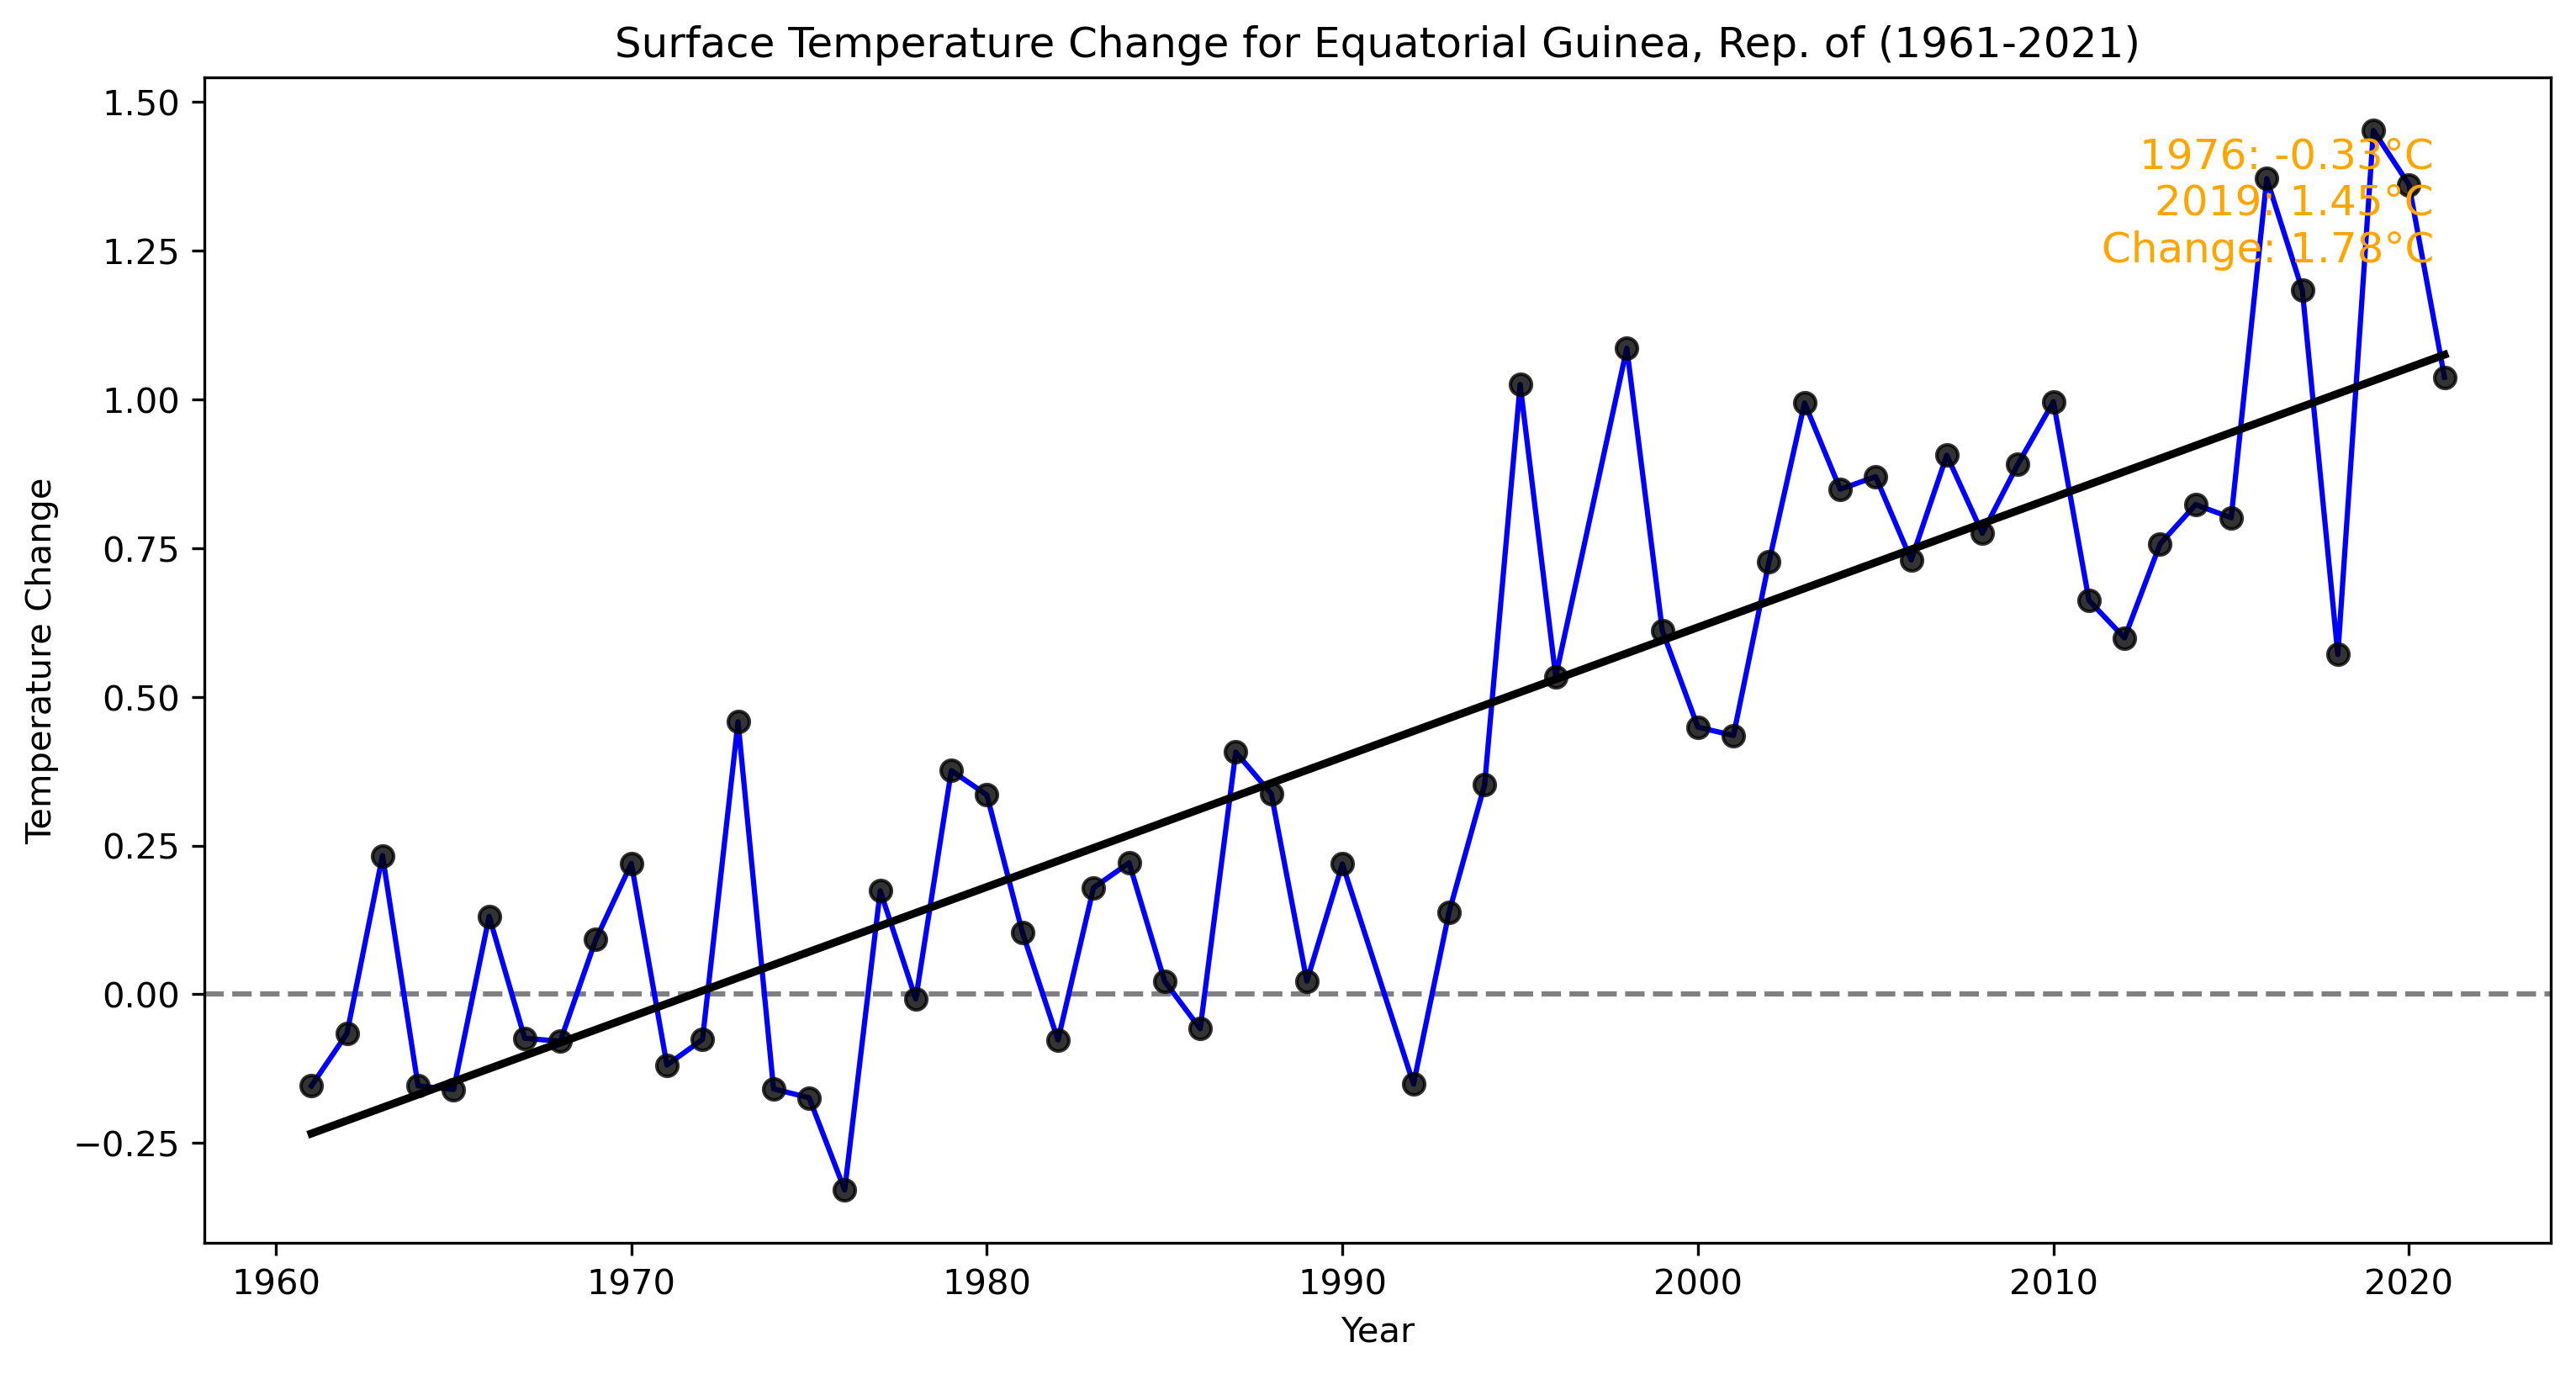 Surface Temperature Change for Equatorial Guinea, Rep. of (1961-2021)
1.50
1.25
1.00
0.75
0.50
0.25
0.00
−0.25
Temperature Change
1976: -0.33°C
2019: 1.45°C
Change: 1.78°C
1960 1970 1980 1990 2000 2010 2020
Year